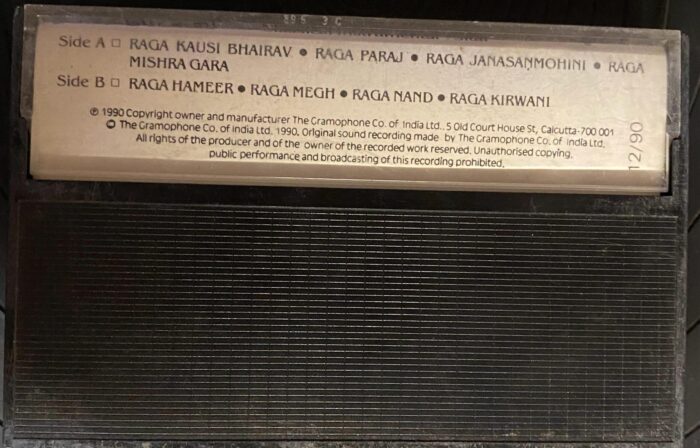 Side A □ RAGA KAUSI BHAIRAV ● RAGA PARAJ ● RAGA JANASANMOHINI ● RAGA
MISHRA GARA
Side B □ RAGA HAMEER ● RAGA MEGH ● RAGA NAND ● RAGA KIRWANI
℗ 1990 Copyright owner and manufacturer The Gramophone Co. of India Ltd., 5 Old Court House St, Calcutta-700 001
© The Gramophone Co. of India Ltd. 1990. Original sound recording made by The Gramophone Co. of India Ltd.
All rights of the producer and of the owner of the recorded work reserved. Unauthorised copying,
public performance and broadcasting of this recording prohibited.
12/90